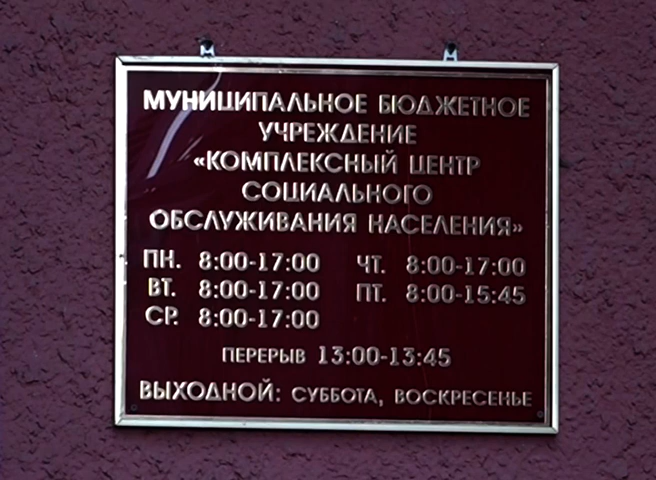 МУНИЦИПАЛЬНОЕ БЮДЖЕТНОЕ
УЧРЕЖДЕНИЕ
«КОМПЛЕКСНЫЙ ЦЕНТР
СОЦИАЛЬНОГО
ОБСЛУЖИВАНИЯ НАСЕЛЕНИЯ»
ПН. 8:00-17:00 ЧТ. 8:00-17:00
ВТ. 8:00-17:00 ПТ. 8:00-15:45
СР. 8:00-17:00
ПЕРЕРЫВ 13:00-13:45
ВЫХОДНОЙ: СУББОТА, ВОСКРЕСЕНЬЕ